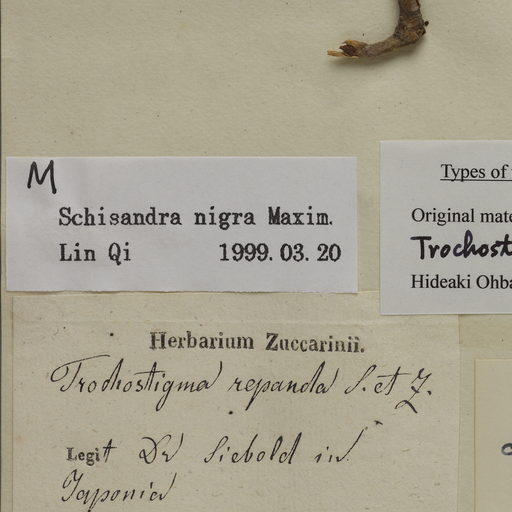 M
Schisandra nigra Maxim.
Lin Qi 1999.03.20
Types of
Original mate
Trochost
Hideaki Ohba
Herbarium Zuccarinii.
Trochostigma repanda S. et Z.
Legit Dr Siebold in
Japonia